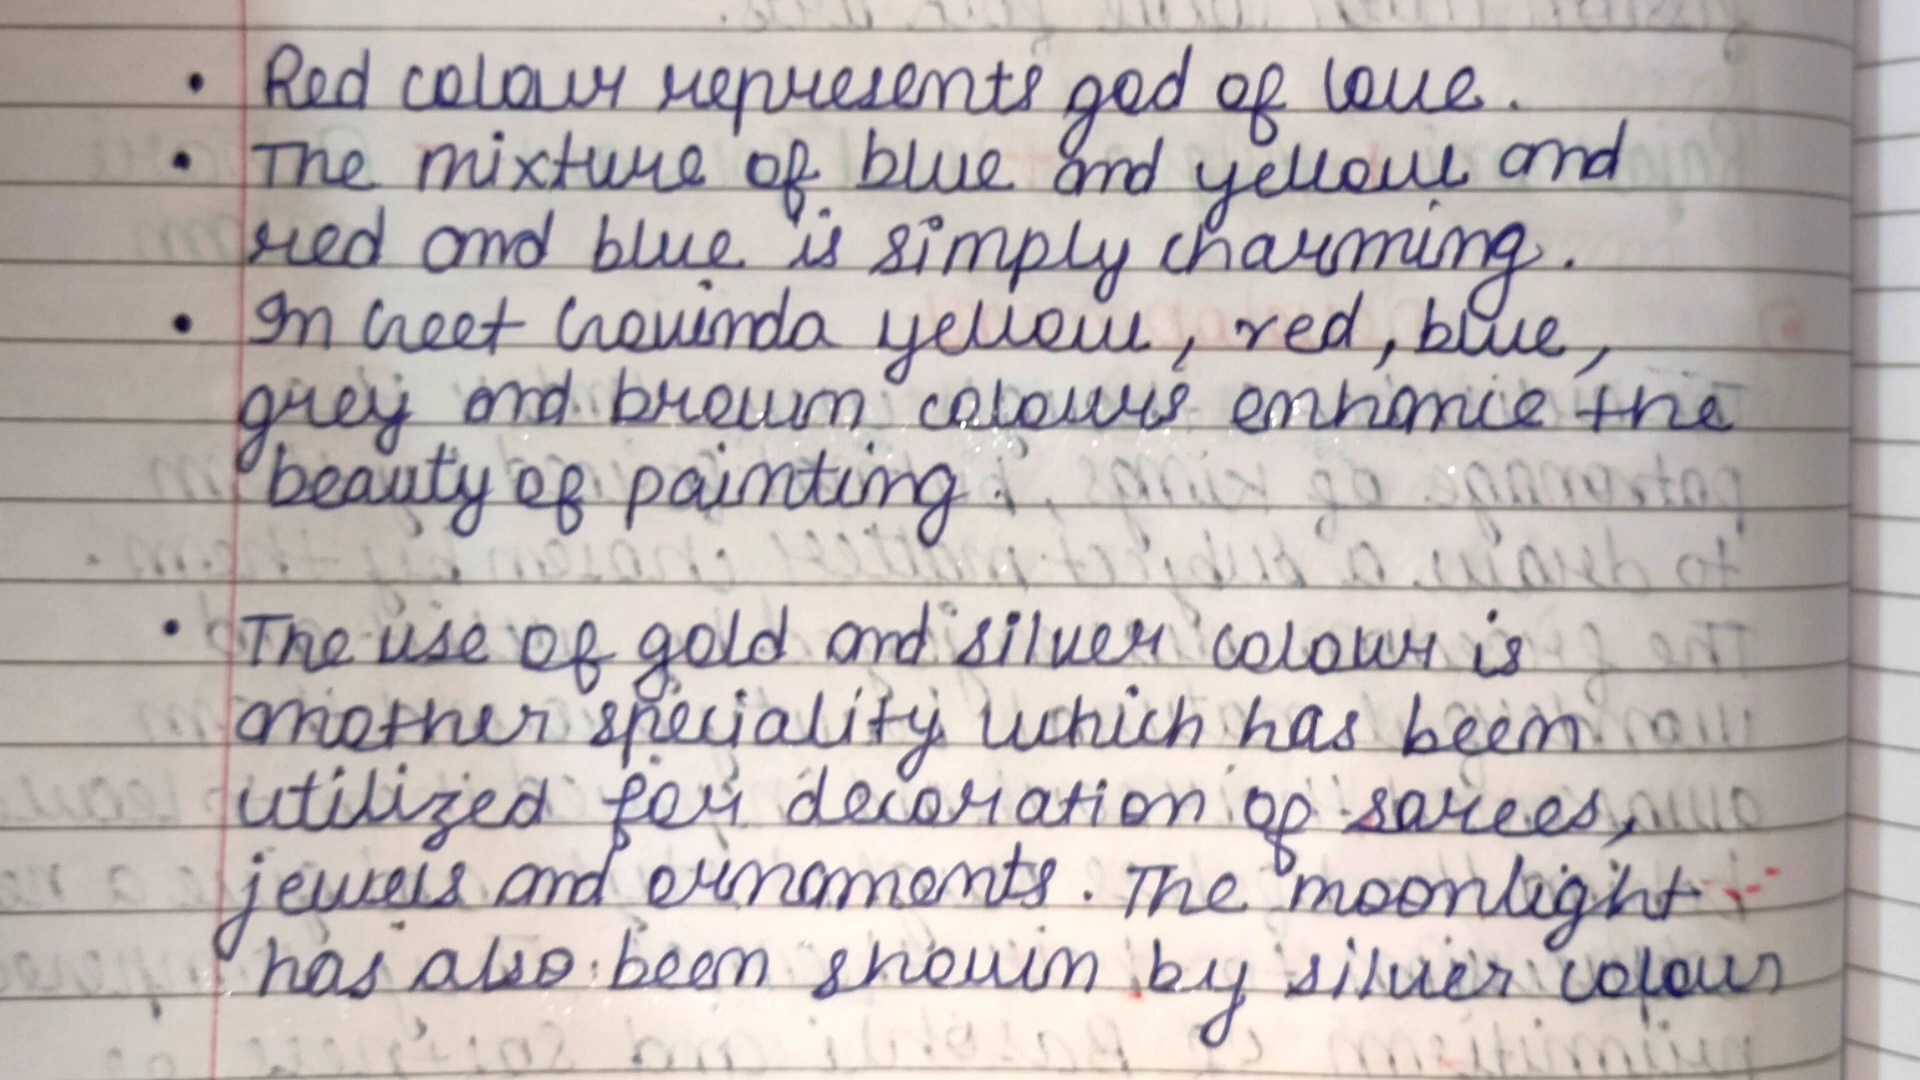 • Red colour represents god of love.
• The mixture of blue and yellow and
red and blue is simply charming.
• In Geet Govinda yellow, red, blue,
grey and brown colours enhance the
beauty of painting.
• The use of gold and silver colour is
another speciality which has been
utilized for decoration of sarees,
jewels and ornaments. The moonlight
has also been shown by silver colour